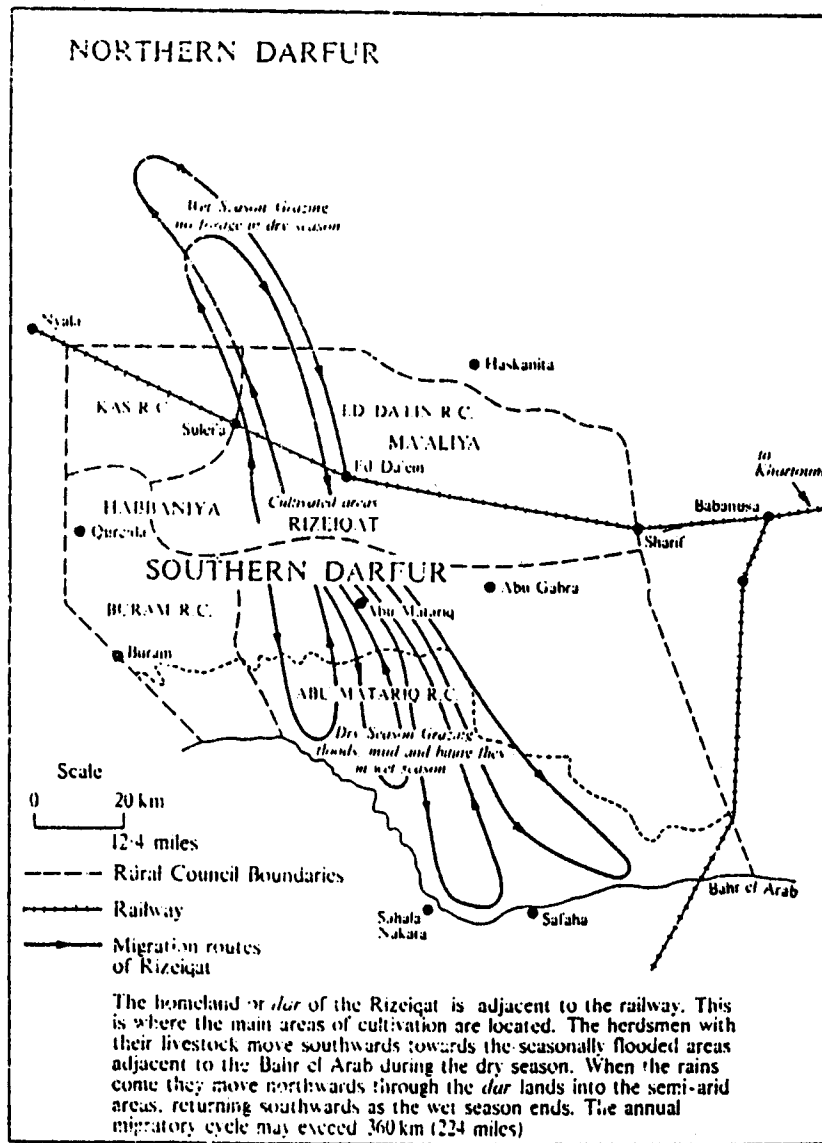 NORTHERN DARFUR
Wet Season Grazing
no forage in dry season
Nyala
Haskanita
KAS R.C.
ED DA'EIN R.C.
MA'ALIYA
Suler'a
Ed Da'ein
to
Khartoum
HABBANIYA
Cultivated areas
RIZEIQAT
Babanusa
Qureida
Sharif
SOUTHERN DARFUR
Abu Gabra
BURAM R.C.
Abu Matariq
Buram
ABU MATARIQ R.C.
Dry Season Grazing
floods, mud and biting flies
in wet season
Scale
0 20 km
12·4 miles
Rural Council Boundaries
Bahr el Arab
Railway
Sahala
Nakara
Safaha
Migration routes
of Rizeiqat
The homeland or dar of the Rizeiqat is adjacent to the railway. This
is where the main areas of cultivation are located. The herdsmen with
their livestock move southwards towards the seasonally flooded areas
adjacent to the Bahr el Arab during the dry season. When the rains
come they move northwards through the dar lands into the semi-arid
areas, returning southwards as the wet season ends. The annual
migratory cycle may exceed 360 km (224 miles)